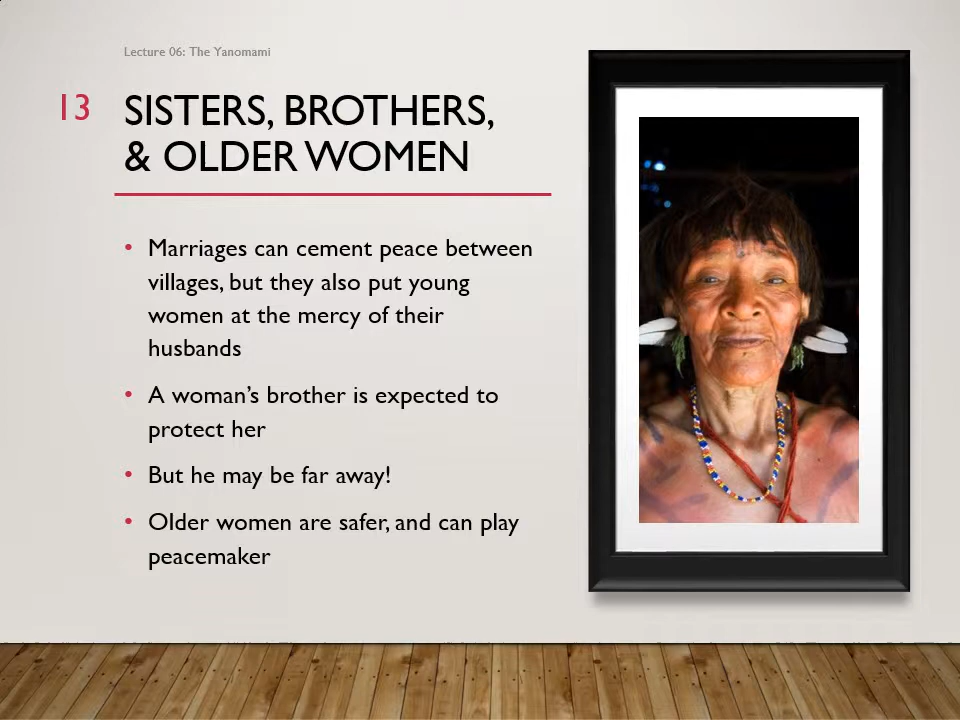 Lecture 06: The Yanomami
13
SISTERS, BROTHERS,
& OLDER WOMEN
• Marriages can cement peace between
villages, but they also put young
women at the mercy of their
husbands
• A woman’s brother is expected to
protect her
• But he may be far away!
• Older women are safer, and can play
peacemaker